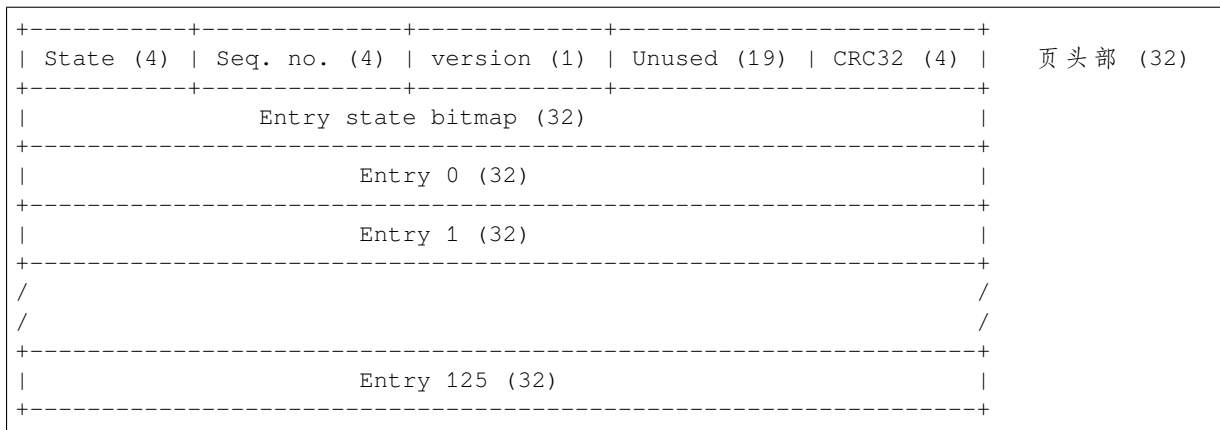 +-----------+--------------+-------------+-------------------------+
| State (4) | Seq. no. (4) | version (1) | Unused (19) | CRC32 (4) | 页头部 (32)
+-----------+--------------+-------------+-------------------------+
| Entry state bitmap (32) |
+------------------------------------------------------------------+
| Entry 0 (32) |
+------------------------------------------------------------------+
| Entry 1 (32) |
+------------------------------------------------------------------+
/ /
/ /
+------------------------------------------------------------------+
| Entry 125 (32) |
+------------------------------------------------------------------+